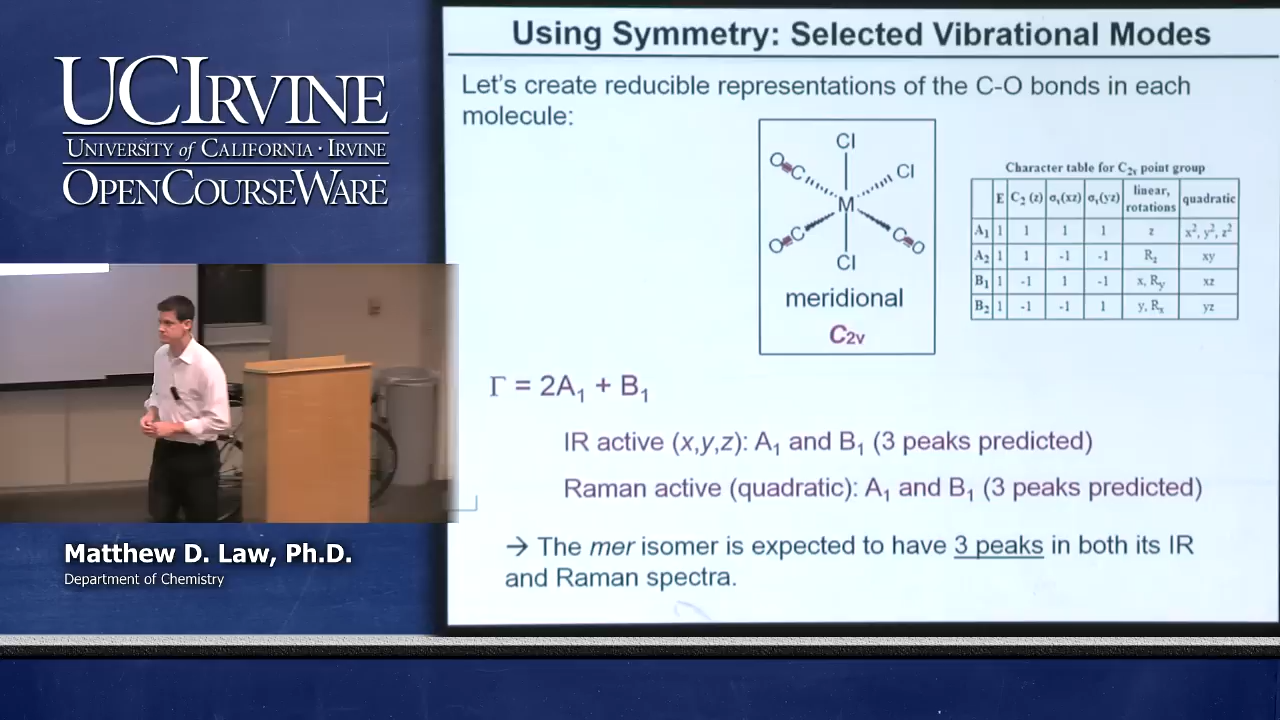 UCIRVINE
UNIVERSITY of CALIFORNIA · IRVINE
OPENCOURSEWARE
Matthew D. Law, Ph.D.
Department of Chemistry
Using Symmetry: Selected Vibrational Modes
Let's create reducible representations of the C-O bonds in each
molecule:
Cl
O C
Cl
M
O C
C O
Cl
meridional
C2v
Character table for C2v point group
E C2 (z) σv(xz) σv(yz) linear, rotations quadratic
A1 1 1 1 1 z x², y², z²
A2 1 1 -1 -1 Rz xy
B1 1 -1 1 -1 x, Ry xz
B2 1 -1 -1 1 y, Rx yz
Γ = 2A1 + B1
IR active (x,y,z): A1 and B1 (3 peaks predicted)
Raman active (quadratic): A1 and B1 (3 peaks predicted)
→ The mer isomer is expected to have 3 peaks in both its IR
and Raman spectra.